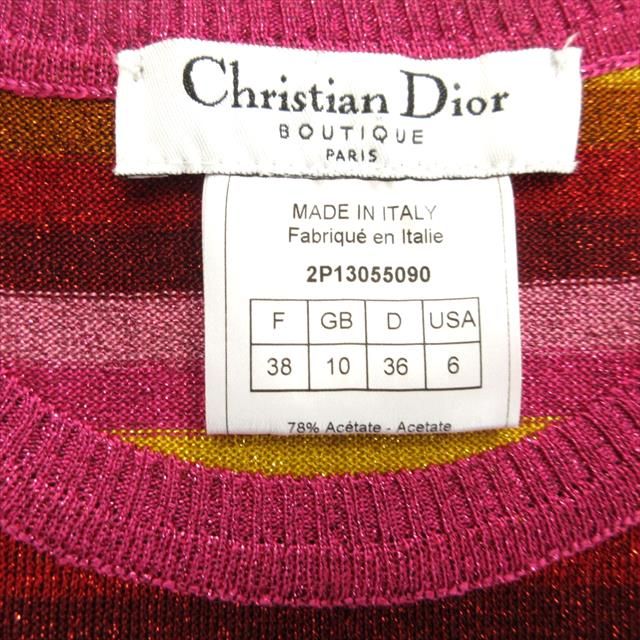 Christian Dior
BOUTIQUE
PARIS
MADE IN ITALY
Fabriqué en Italie
2P13055090
F GB D USA
38 10 36 6
78% Acétate - Acetate